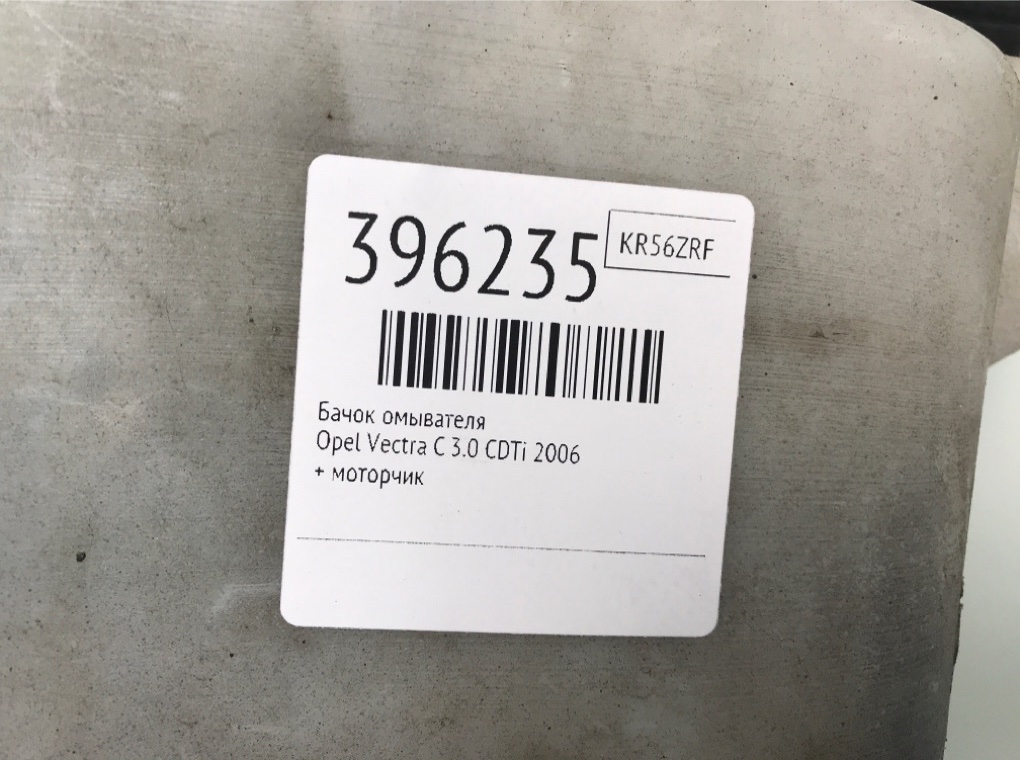 396235
KR56ZRF
Бачок омывателя
Opel Vectra C 3.0 CDTi 2006
+ моторчик